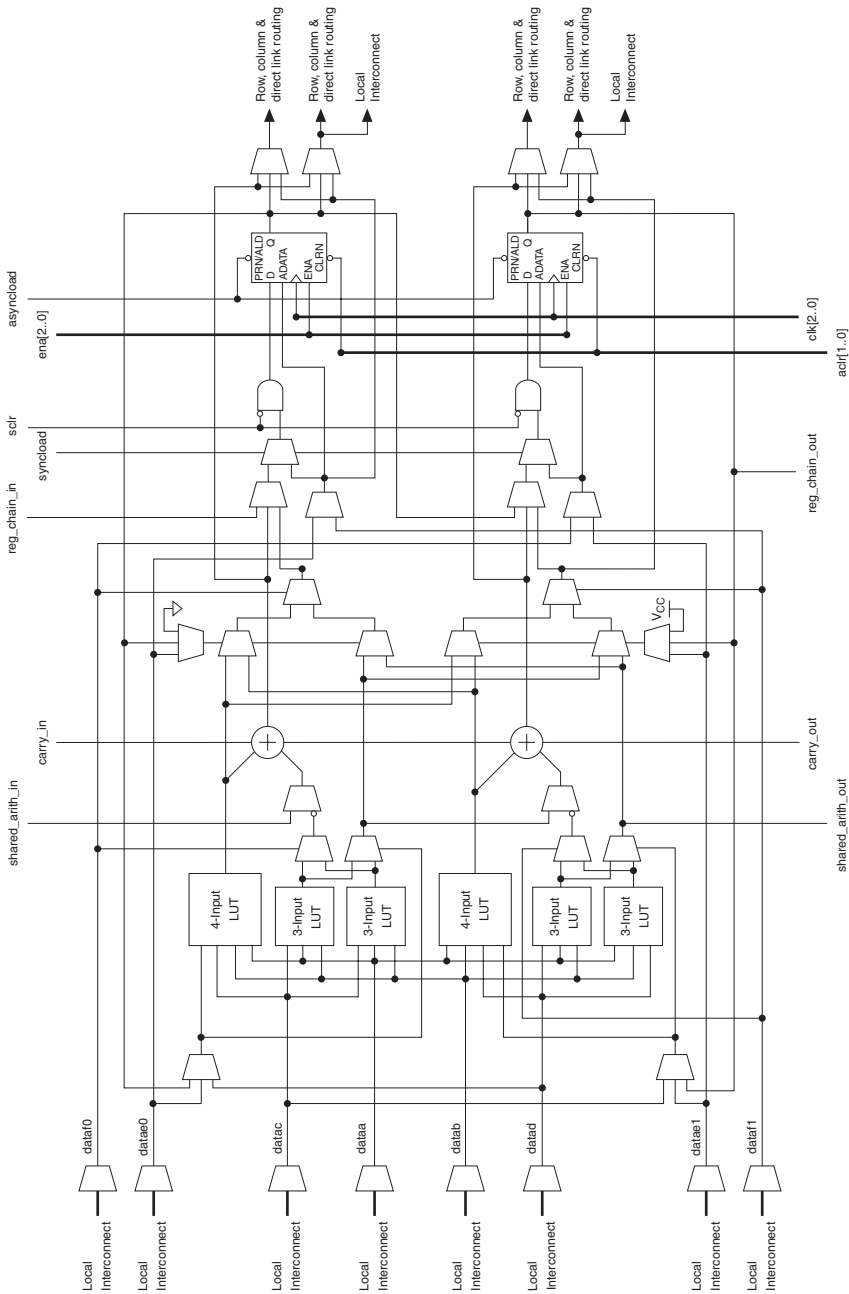 Row, column &
direct link routing
Row, column &
direct link routing
Local
Interconnect
Row, column &
direct link routing
Row, column &
direct link routing
Local
Interconnect
asyncload
ena[2..0]
sclr
syncload
reg_chain_in
carry_in
shared_arith_in
PRN/ALD
D Q
ADATA
ENA
CLRN
PRN/ALD
D Q
ADATA
ENA
CLRN
clk[2..0]
aclr[1..0]
reg_chain_out
VCC
carry_out
shared_arith_out
4-Input
LUT
3-Input
LUT
3-Input
LUT
4-Input
LUT
3-Input
LUT
3-Input
LUT
dataf0
datae0
datac
dataa
datab
datad
datae1
dataf1
Local
Interconnect
Local
Interconnect
Local
Interconnect
Local
Interconnect
Local
Interconnect
Local
Interconnect
Local
Interconnect
Local
Interconnect